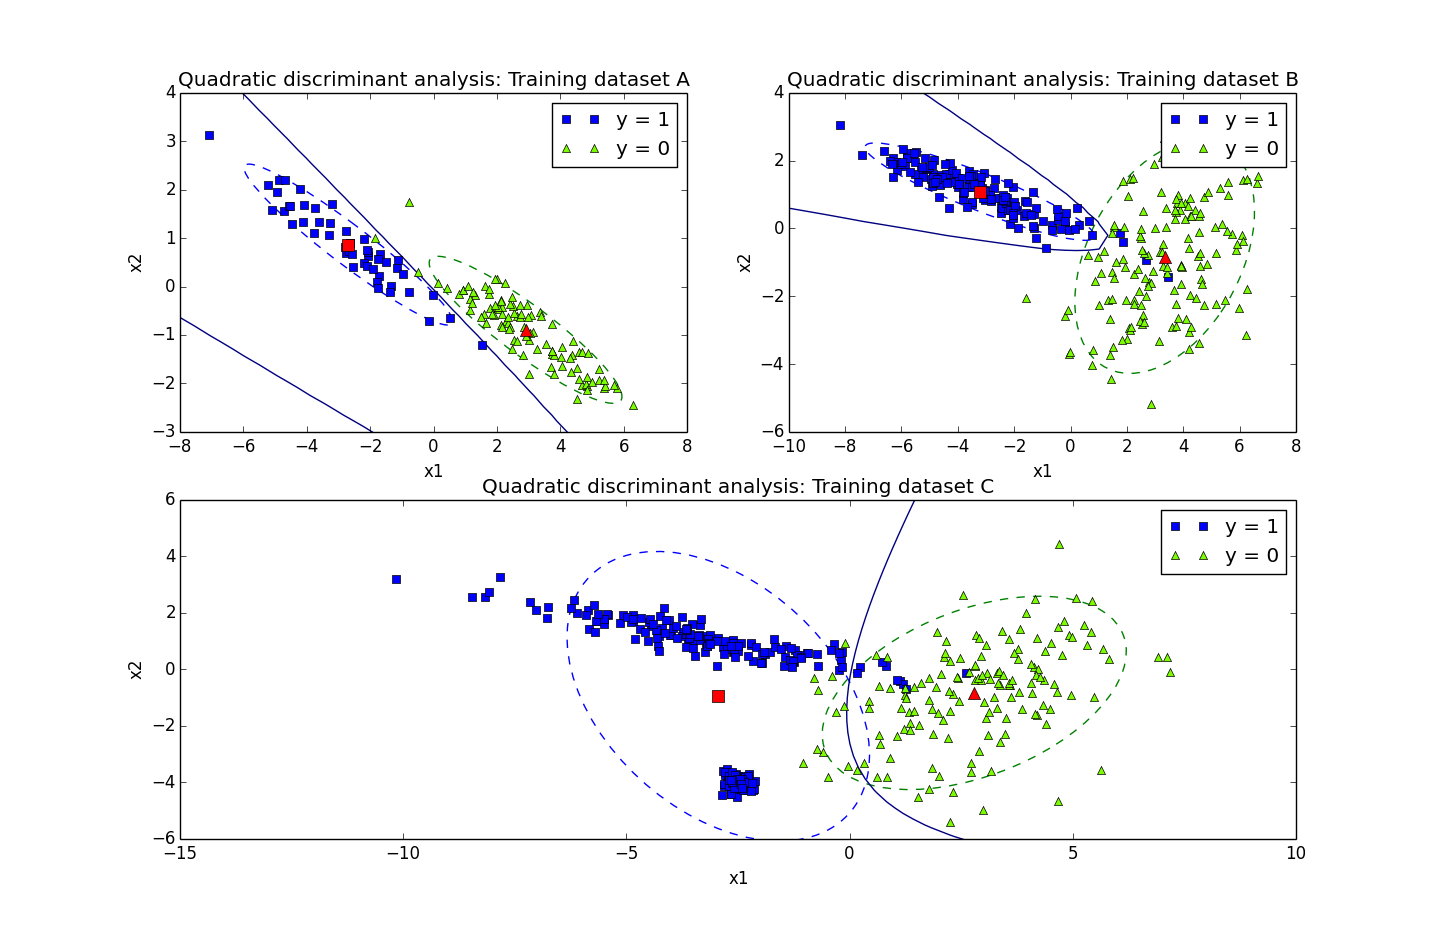 Quadratic discriminant analysis: Training dataset A
4
3
2
1
0
−1
−2
−3
x2
−8 −6 −4 −2 0 2 4 6 8
x1
y = 1
y = 0
Quadratic discriminant analysis: Training dataset B
4
2
0
−2
−4
−6
x2
−10 −8 −6 −4 −2 0 2 4 6 8
x1
y = 1
y = 0
Quadratic discriminant analysis: Training dataset C
6
4
2
0
−2
−4
−6
x2
−15 −10 −5 0 5 10
x1
y = 1
y = 0